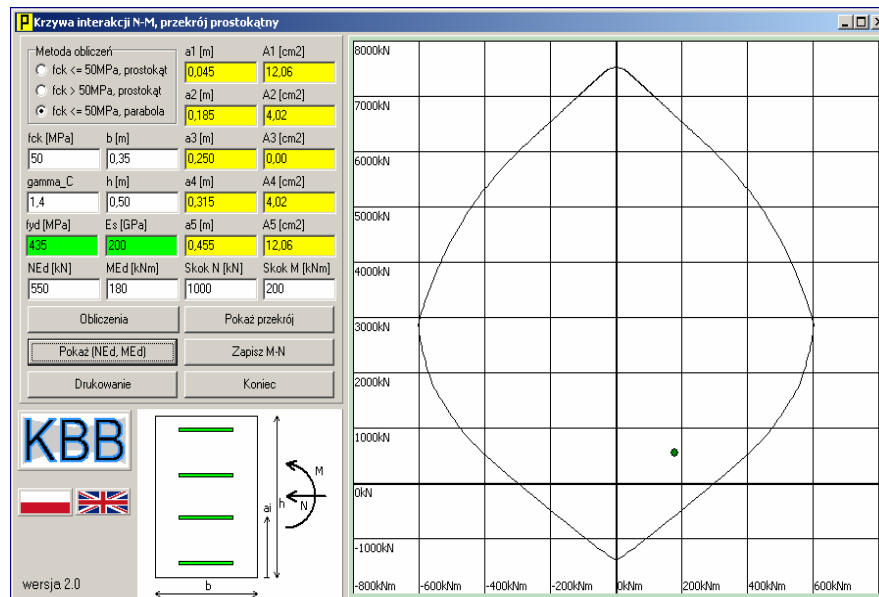 Krzywa interakcji N-M, przekrój prostokątny
Metoda obliczeń
fck <= 50MPa, prostokąt
fck > 50MPa, prostokąt
fck <= 50MPa, parabola
a1 [m] A1 [cm2]
0,045 12,06
a2 [m] A2 [cm2]
0,185 4,02
fck [MPa] b [m] a3 [m] A3 [cm2]
50 0,35 0,250 0,00
gamma_C h [m] a4 [m] A4 [cm2]
1,4 0,50 0,315 4,02
fyd [MPa] Es [GPa] a5 [m] A5 [cm2]
435 200 0,455 12,06
NEd [kN] MEd [kNm] Skok N [kN] Skok M [kNm]
550 180 1000 200
Obliczenia Pokaż przekrój
Pokaż (NEd, MEd) Zapisz M-N
Drukowanie Koniec
KBB
wersja 2.0
M
N
h
ai
b
8000kN
7000kN
6000kN
5000kN
4000kN
3000kN
2000kN
1000kN
0kN
-1000kN
-800kNm -600kNm -400kNm -200kNm 0kNm 200kNm 400kNm 600kNm